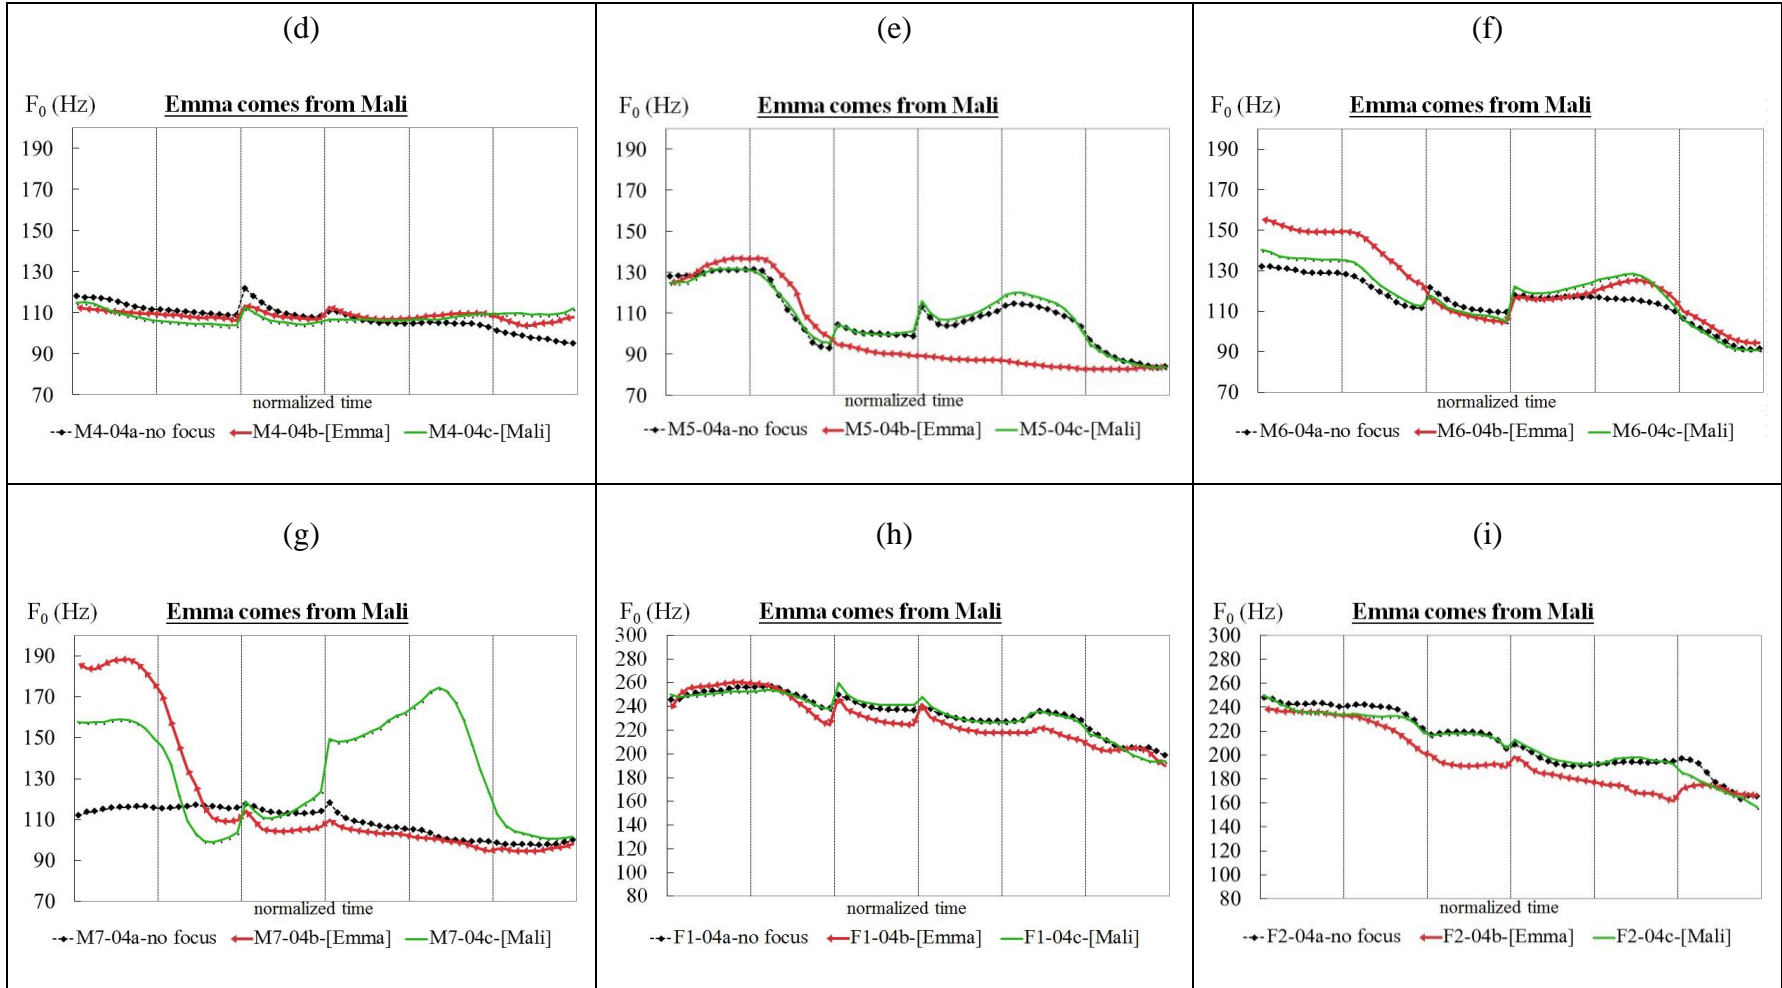 (d)
F₀ (Hz) Emma comes from Mali
190
170
150
130
110
90
70
normalized time
M4-04a-no focus M4-04b-[Emma] M4-04c-[Mali]
(e)
F₀ (Hz) Emma comes from Mali
190
170
150
130
110
90
70
normalized time
M5-04a-no focus M5-04b-[Emma] M5-04c-[Mali]
(f)
F₀ (Hz) Emma comes from Mali
190
170
150
130
110
90
70
normalized time
M6-04a-no focus M6-04b-[Emma] M6-04c-[Mali]
(g)
F₀ (Hz) Emma comes from Mali
190
170
150
130
110
90
70
normalized time
M7-04a-no focus M7-04b-[Emma] M7-04c-[Mali]
(h)
F₀ (Hz) Emma comes from Mali
300
280
260
240
220
200
180
160
140
120
100
80
normalized time
F1-04a-no focus F1-04b-[Emma] F1-04c-[Mali]
(i)
F₀ (Hz) Emma comes from Mali
300
280
260
240
220
200
180
160
140
120
100
80
normalized time
F2-04a-no focus F2-04b-[Emma] F2-04c-[Mali]